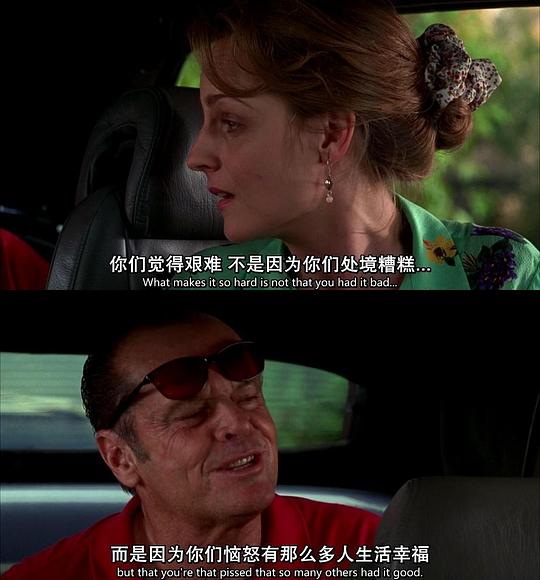 你们觉得艰难 不是因为你们处境糟糕...
What makes it so hard is not that you had it bad...
而是因为你们恼怒有那么多人生活幸福
but that you're that pissed that so many others had it good.